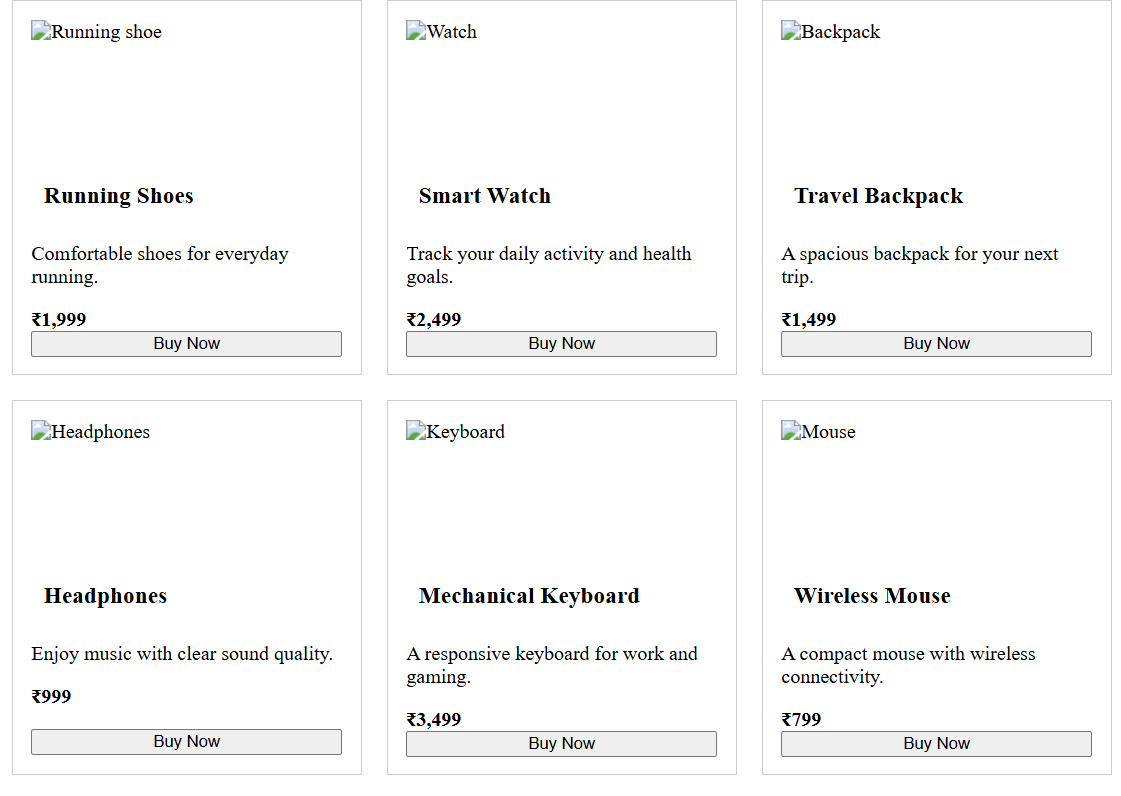 Running shoe
Watch
Backpack
Running Shoes
Smart Watch
Travel Backpack
Comfortable shoes for everyday
running.
Track your daily activity and health
goals.
A spacious backpack for your next
trip.
₹1,999
₹2,499
₹1,499
Buy Now
Buy Now
Buy Now
Headphones
Keyboard
Mouse
Headphones
Mechanical Keyboard
Wireless Mouse
Enjoy music with clear sound quality.
A responsive keyboard for work and
gaming.
A compact mouse with wireless
connectivity.
₹999
₹3,499
₹799
Buy Now
Buy Now
Buy Now